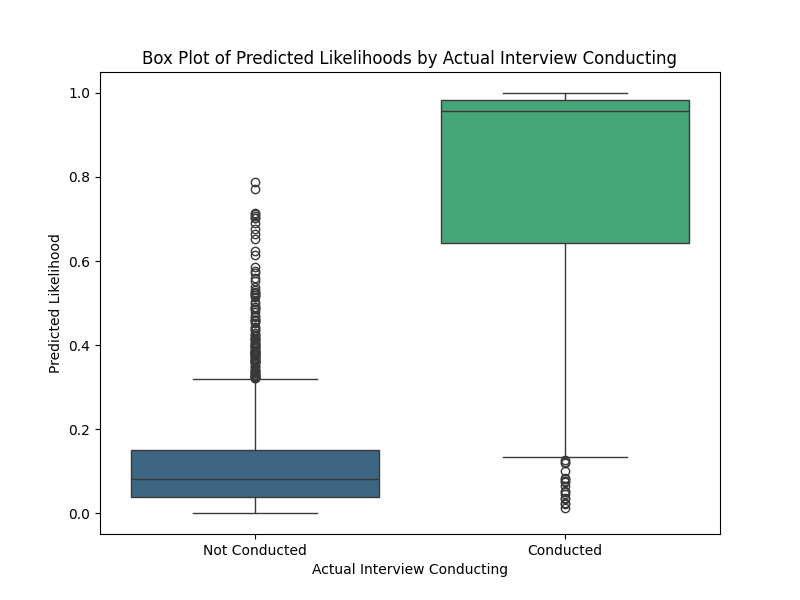 Box Plot of Predicted Likelihoods by Actual Interview Conducting
1.0
0.8
0.6
0.4
0.2
0.0
Predicted Likelihood
Not Conducted
Conducted
Actual Interview Conducting